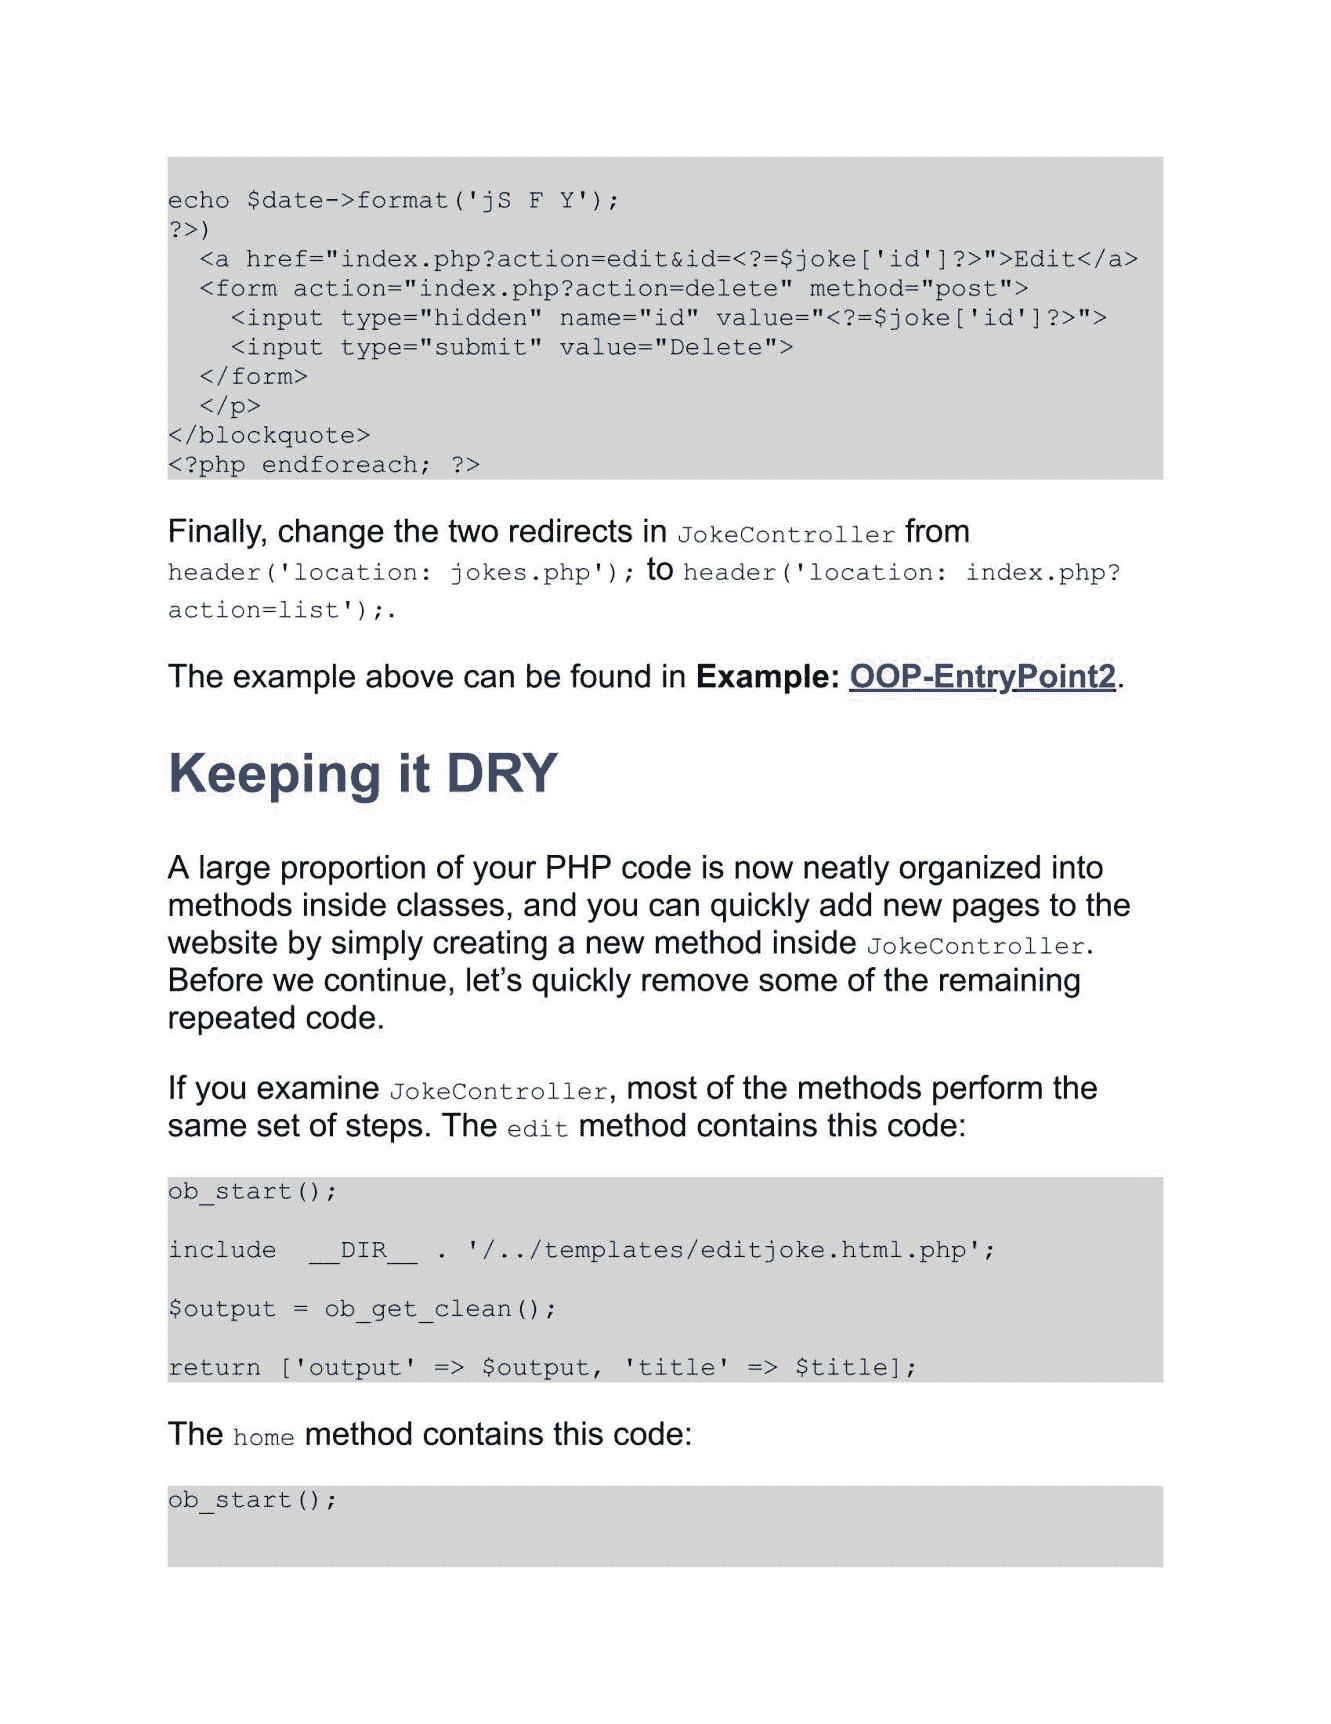 echo $date->format('jS F Y');
?>)
  <a href="index.php?action=edit&id=<?=$joke['id']?>">Edit</a>
  <form action="index.php?action=delete" method="post">
    <input type="hidden" name="id" value="<?=$joke['id']?>">
    <input type="submit" value="Delete">
  </form>
  </p>
</blockquote>
<?php endforeach; ?>
Finally, change the two redirects in JokeController from
header('location: jokes.php'); to header('location: index.php?
action=list');.
The example above can be found in Example: OOP-EntryPoint2.
Keeping it DRY
A large proportion of your PHP code is now neatly organized into
methods inside classes, and you can quickly add new pages to the
website by simply creating a new method inside JokeController.
Before we continue, let’s quickly remove some of the remaining
repeated code.
If you examine JokeController, most of the methods perform the
same set of steps. The edit method contains this code:
ob_start();
include  __DIR__ . '/../templates/editjoke.html.php';
$output = ob_get_clean();
return ['output' => $output, 'title' => $title];
The home method contains this code:
ob_start();